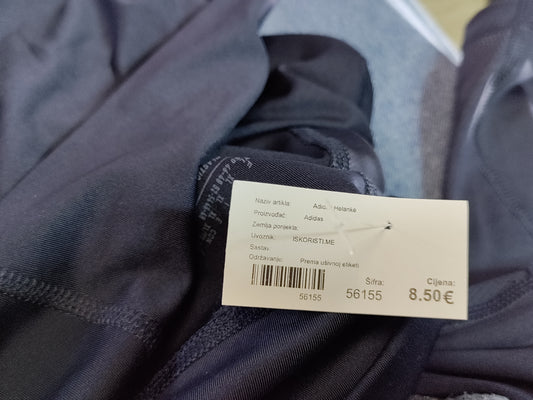 Naziv artikla: Helanke
Proizvođač: Adidas
Zemlja porijekla:
Uvoznik: ISKORISTI.ME
Sastav:
Održavanje: Prema ušivnoj etiketi
Šifra: Cijena:
56155 56155 8.50€